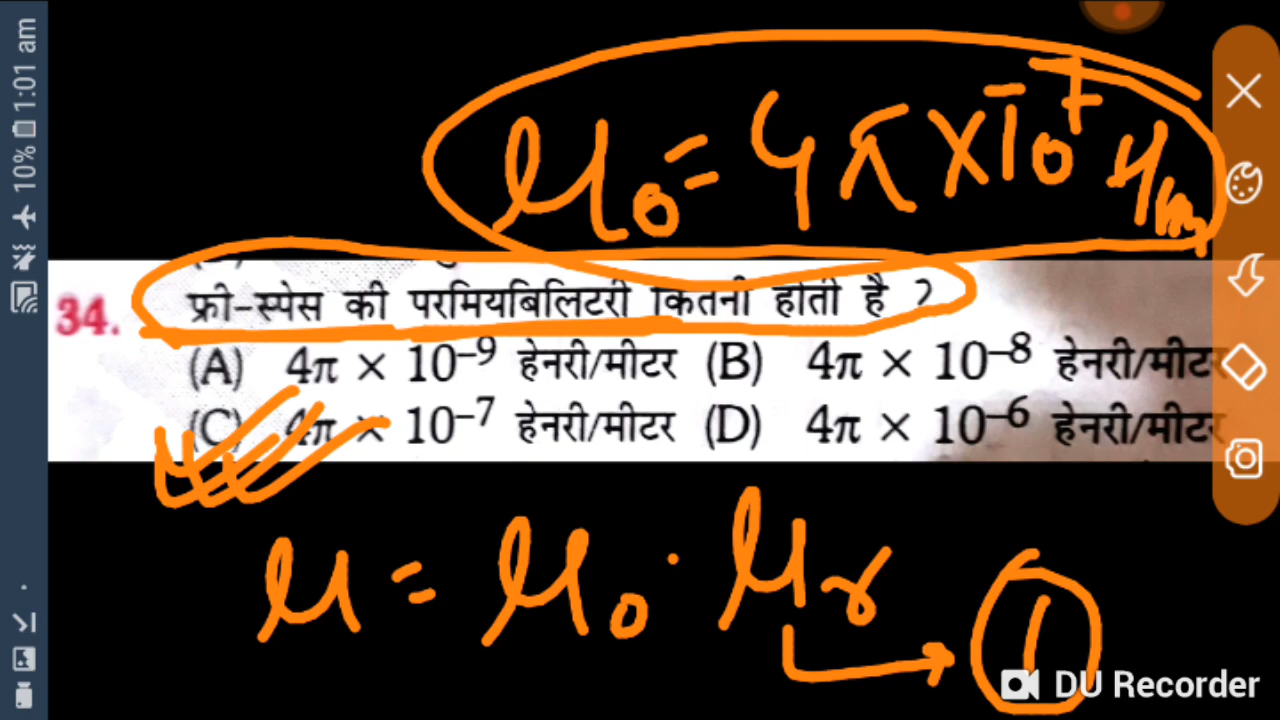 10% 1:01 am
μ₀ = 4π × 10⁻⁷ H/m
34. फ्री-स्पेस की परमियबिलिटी कितनी होती है ?
(A) 4π × 10⁻⁹ हेनरी/मीटर (B) 4π × 10⁻⁸ हेनरी/मीटर
(C) 4π × 10⁻⁷ हेनरी/मीटर (D) 4π × 10⁻⁶ हेनरी/मीटर
μ = μ₀ · μr
1
DU Recorder